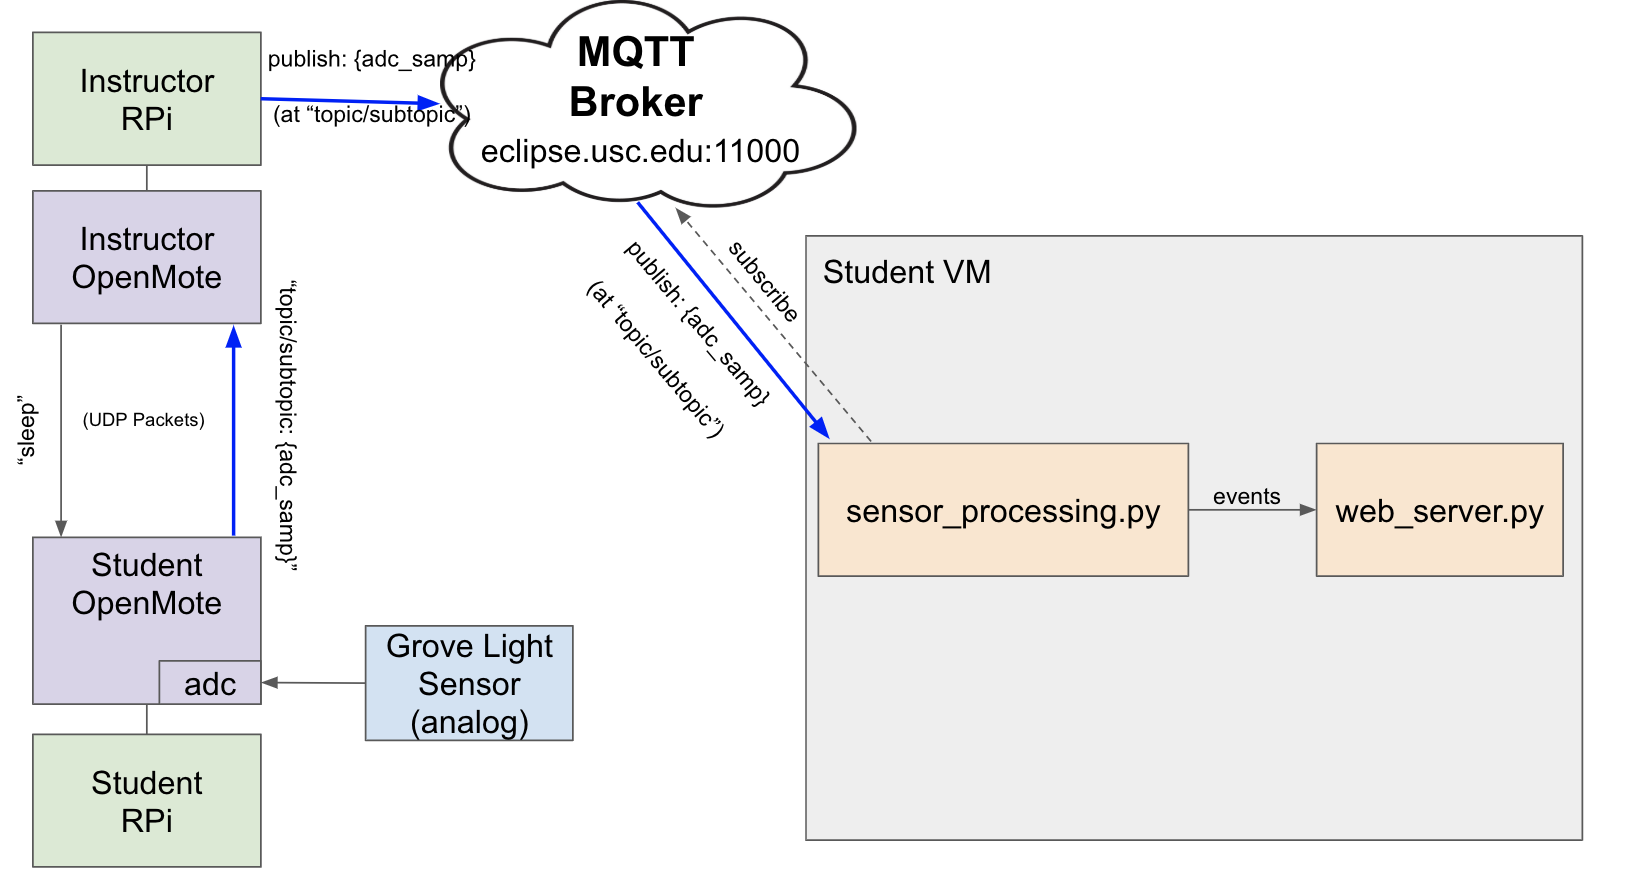 Instructor
RPi
publish: {adc_samp}
(at “topic/subtopic”)
MQTT
Broker
eclipse.usc.edu:11000
Instructor
OpenMote
“sleep”
(UDP Packets)
“topic/subtopic: {adc_samp}”
publish: {adc_samp}
(at “topic/subtopic”)
subscribe
Student VM
sensor_processing.py
events
web_server.py
Student
OpenMote
adc
Grove Light
Sensor
(analog)
Student
RPi